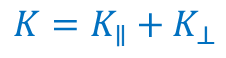 K = K∥ + K⊥